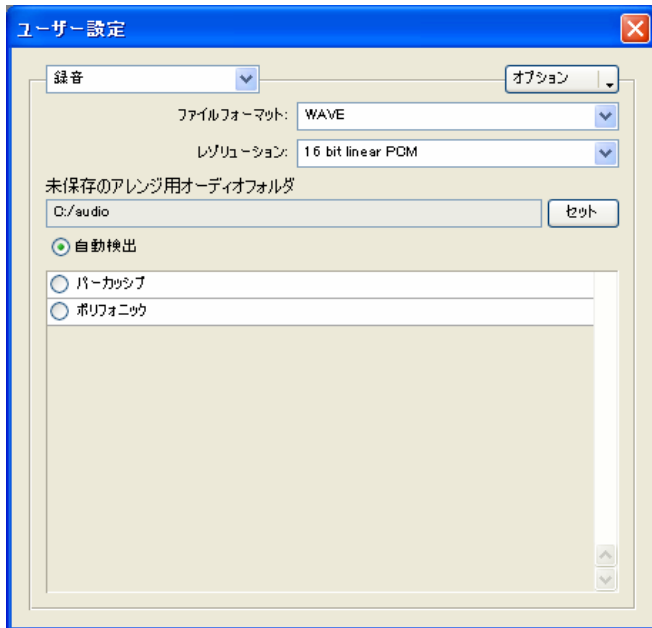 ユーザー設定
録音
オプション
ファイルフォーマット: WAVE
レゾリューション: 16 bit linear PCM
未保存のアレンジ用オーディオフォルダ
C:/audio
セット
自動検出
パーカッシブ
ポリフォニック